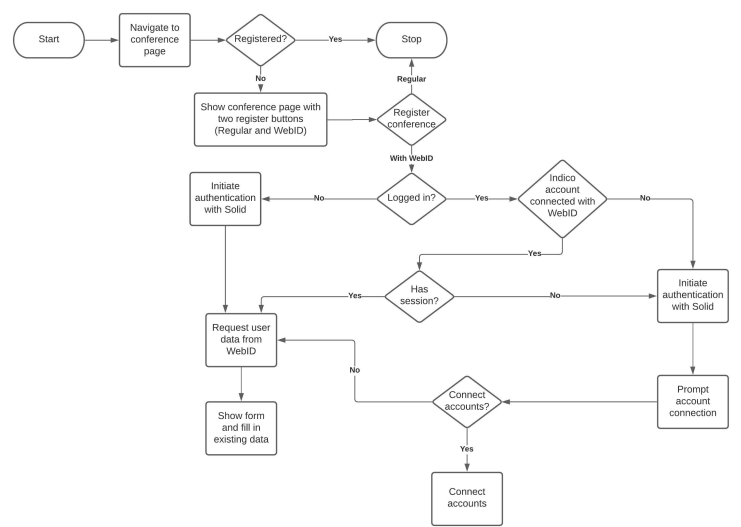 Start
Navigate to
conference
page
Registered?
Yes
Stop
No
Regular
Show conference page with
two register buttons
(Regular and WebID)
Register
conference
With WebID
Initiate
authentication
with Solid
No
Logged in?
Yes
Indico
account
connected with
WebID
No
Yes
Has
session?
Yes
No
Initiate
authentication
with Solid
Request user
data from
WebID
No
Connect
accounts?
Prompt
account
connection
Show form
and fill in
existing data
Yes
Connect
accounts